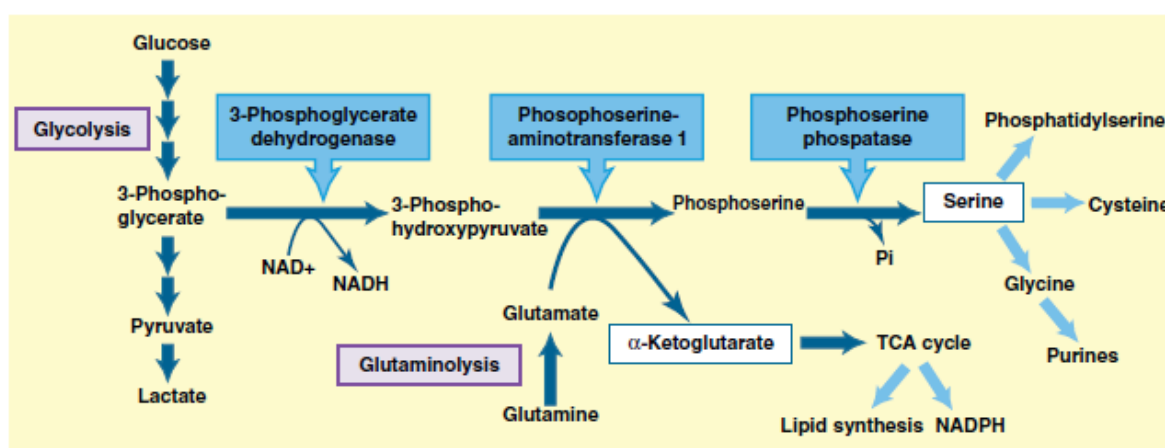 Glucose
Glycolysis
3-Phosphoglycerate
dehydrogenase
Phosophoserine-
aminotransferase 1
Phosphoserine
phospatase
Phosphatidylserine
3-Phospho-
glycerate
3-Phospho-
hydroxypyruvate
Phosphoserine
Serine
Cysteine
NAD+
NADH
Pi
Glycine
Pyruvate
Glutamate
α-Ketoglutarate
TCA cycle
Purines
Glutaminolysis
Lactate
Glutamine
Lipid synthesis
NADPH